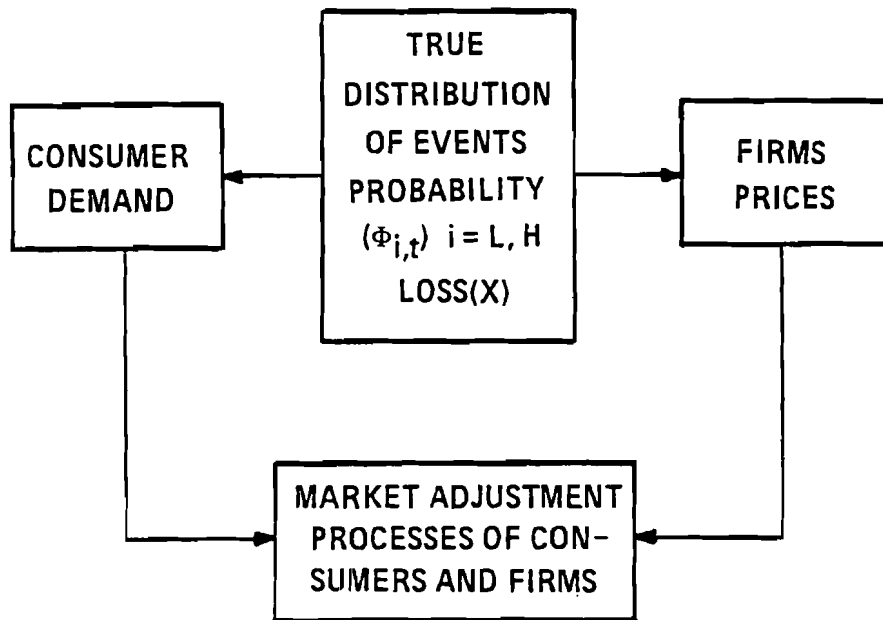 TRUE
DISTRIBUTION
OF EVENTS
PROBABILITY
(Φi,t) i = L, H
LOSS(X)
CONSUMER
DEMAND
FIRMS
PRICES
MARKET ADJUSTMENT
PROCESSES OF CON-
SUMERS AND FIRMS